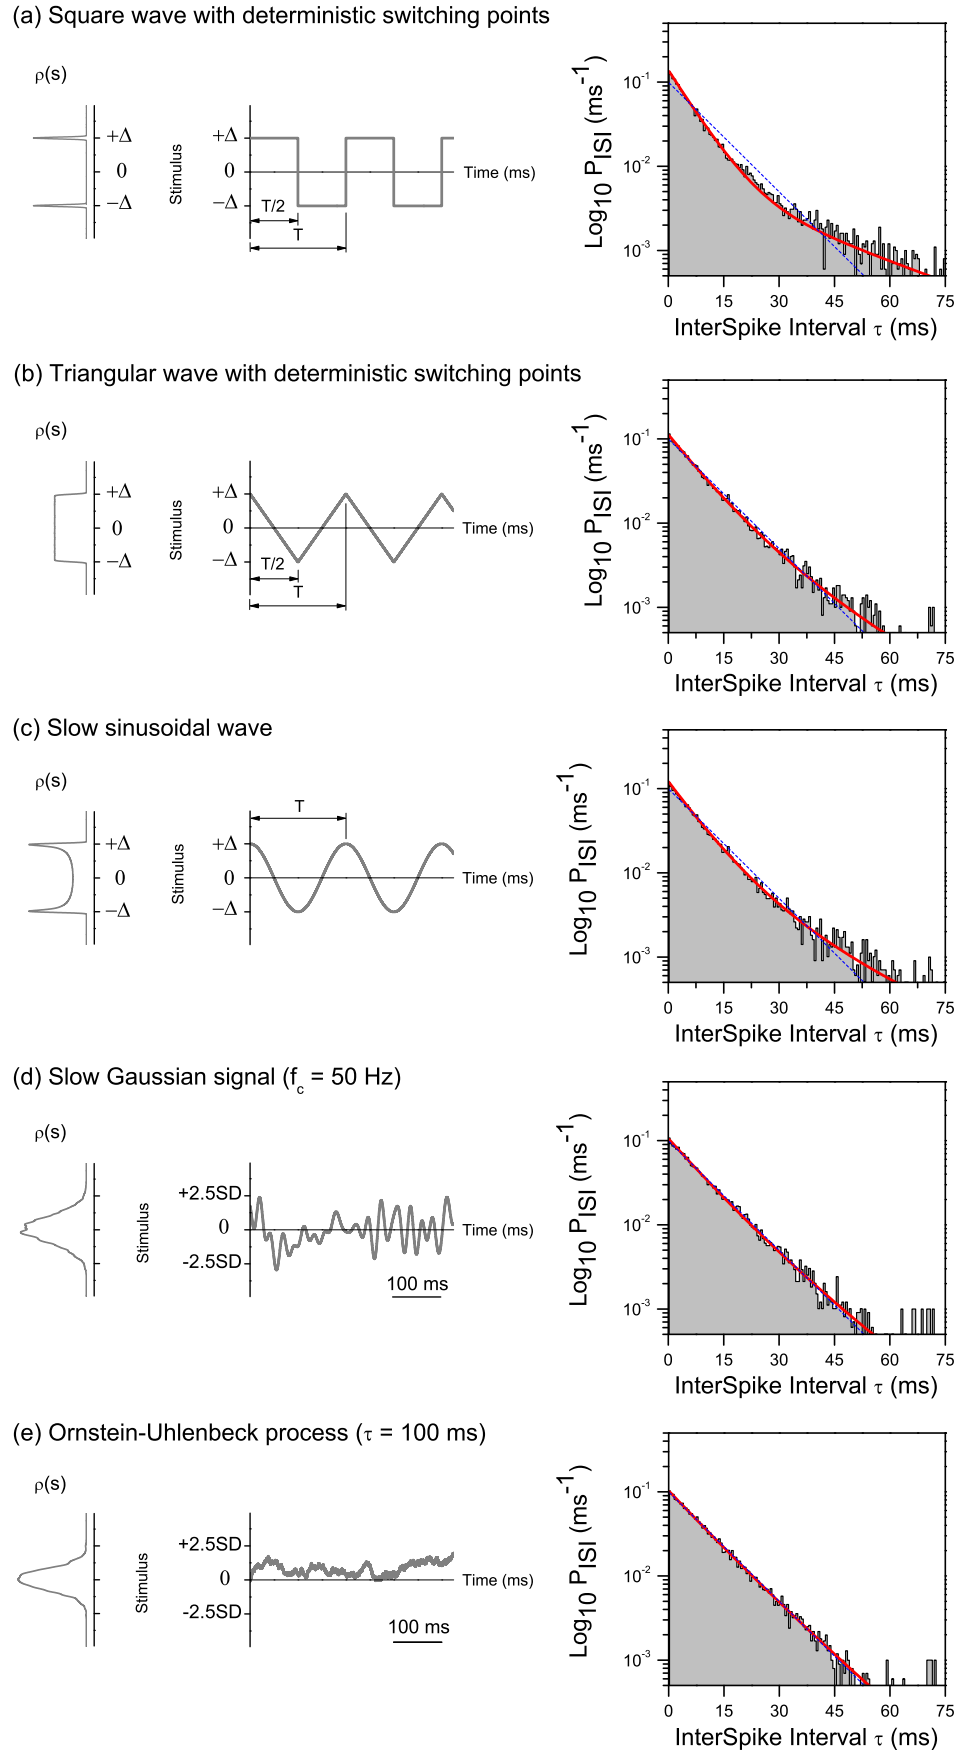 (a) Square wave with deterministic switching points
ρ(s)
+Δ
0
−Δ
Stimulus
+Δ
0
−Δ
T/2
T
Time (ms)
Log10 PISI (ms-1)
10-1
10-2
10-3
0 15 30 45 60 75
InterSpike Interval τ (ms)
(b) Triangular wave with deterministic switching points
ρ(s)
+Δ
0
−Δ
Stimulus
+Δ
0
−Δ
T/2
T
Time (ms)
Log10 PISI (ms-1)
10-1
10-2
10-3
0 15 30 45 60 75
InterSpike Interval τ (ms)
(c) Slow sinusoidal wave
ρ(s)
+Δ
0
−Δ
Stimulus
T
+Δ
0
−Δ
Time (ms)
Log10 PISI (ms-1)
10-1
10-2
10-3
0 15 30 45 60 75
InterSpike Interval τ (ms)
(d) Slow Gaussian signal (fc = 50 Hz)
ρ(s)
Stimulus
+2.5SD
0
-2.5SD
Time (ms)
100 ms
Log10 PISI (ms-1)
10-1
10-2
10-3
0 15 30 45 60 75
InterSpike Interval τ (ms)
(e) Ornstein-Uhlenbeck process (τ = 100 ms)
ρ(s)
Stimulus
+2.5SD
0
-2.5SD
Time (ms)
100 ms
Log10 PISI (ms-1)
10-1
10-2
10-3
0 15 30 45 60 75
InterSpike Interval τ (ms)